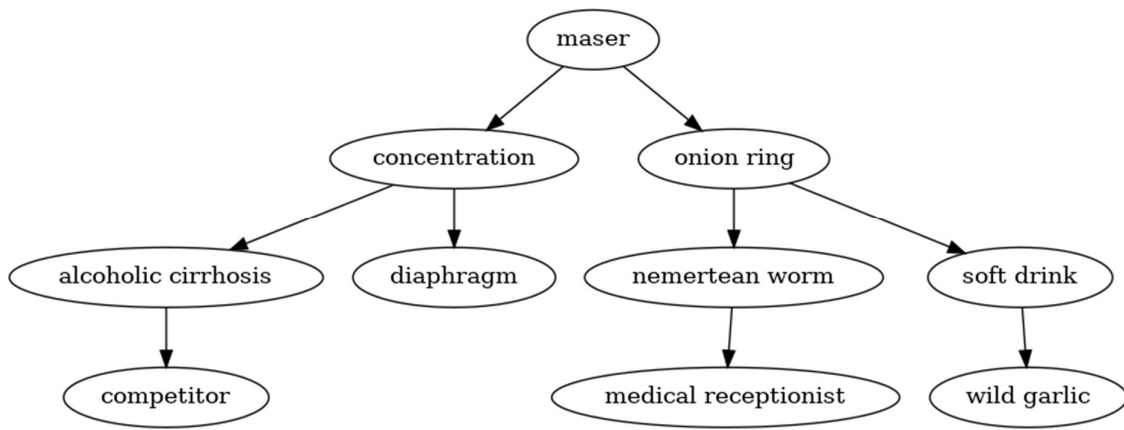 maser
concentration
onion ring
alcoholic cirrhosis
diaphragm
nemertean worm
soft drink
competitor
medical receptionist
wild garlic